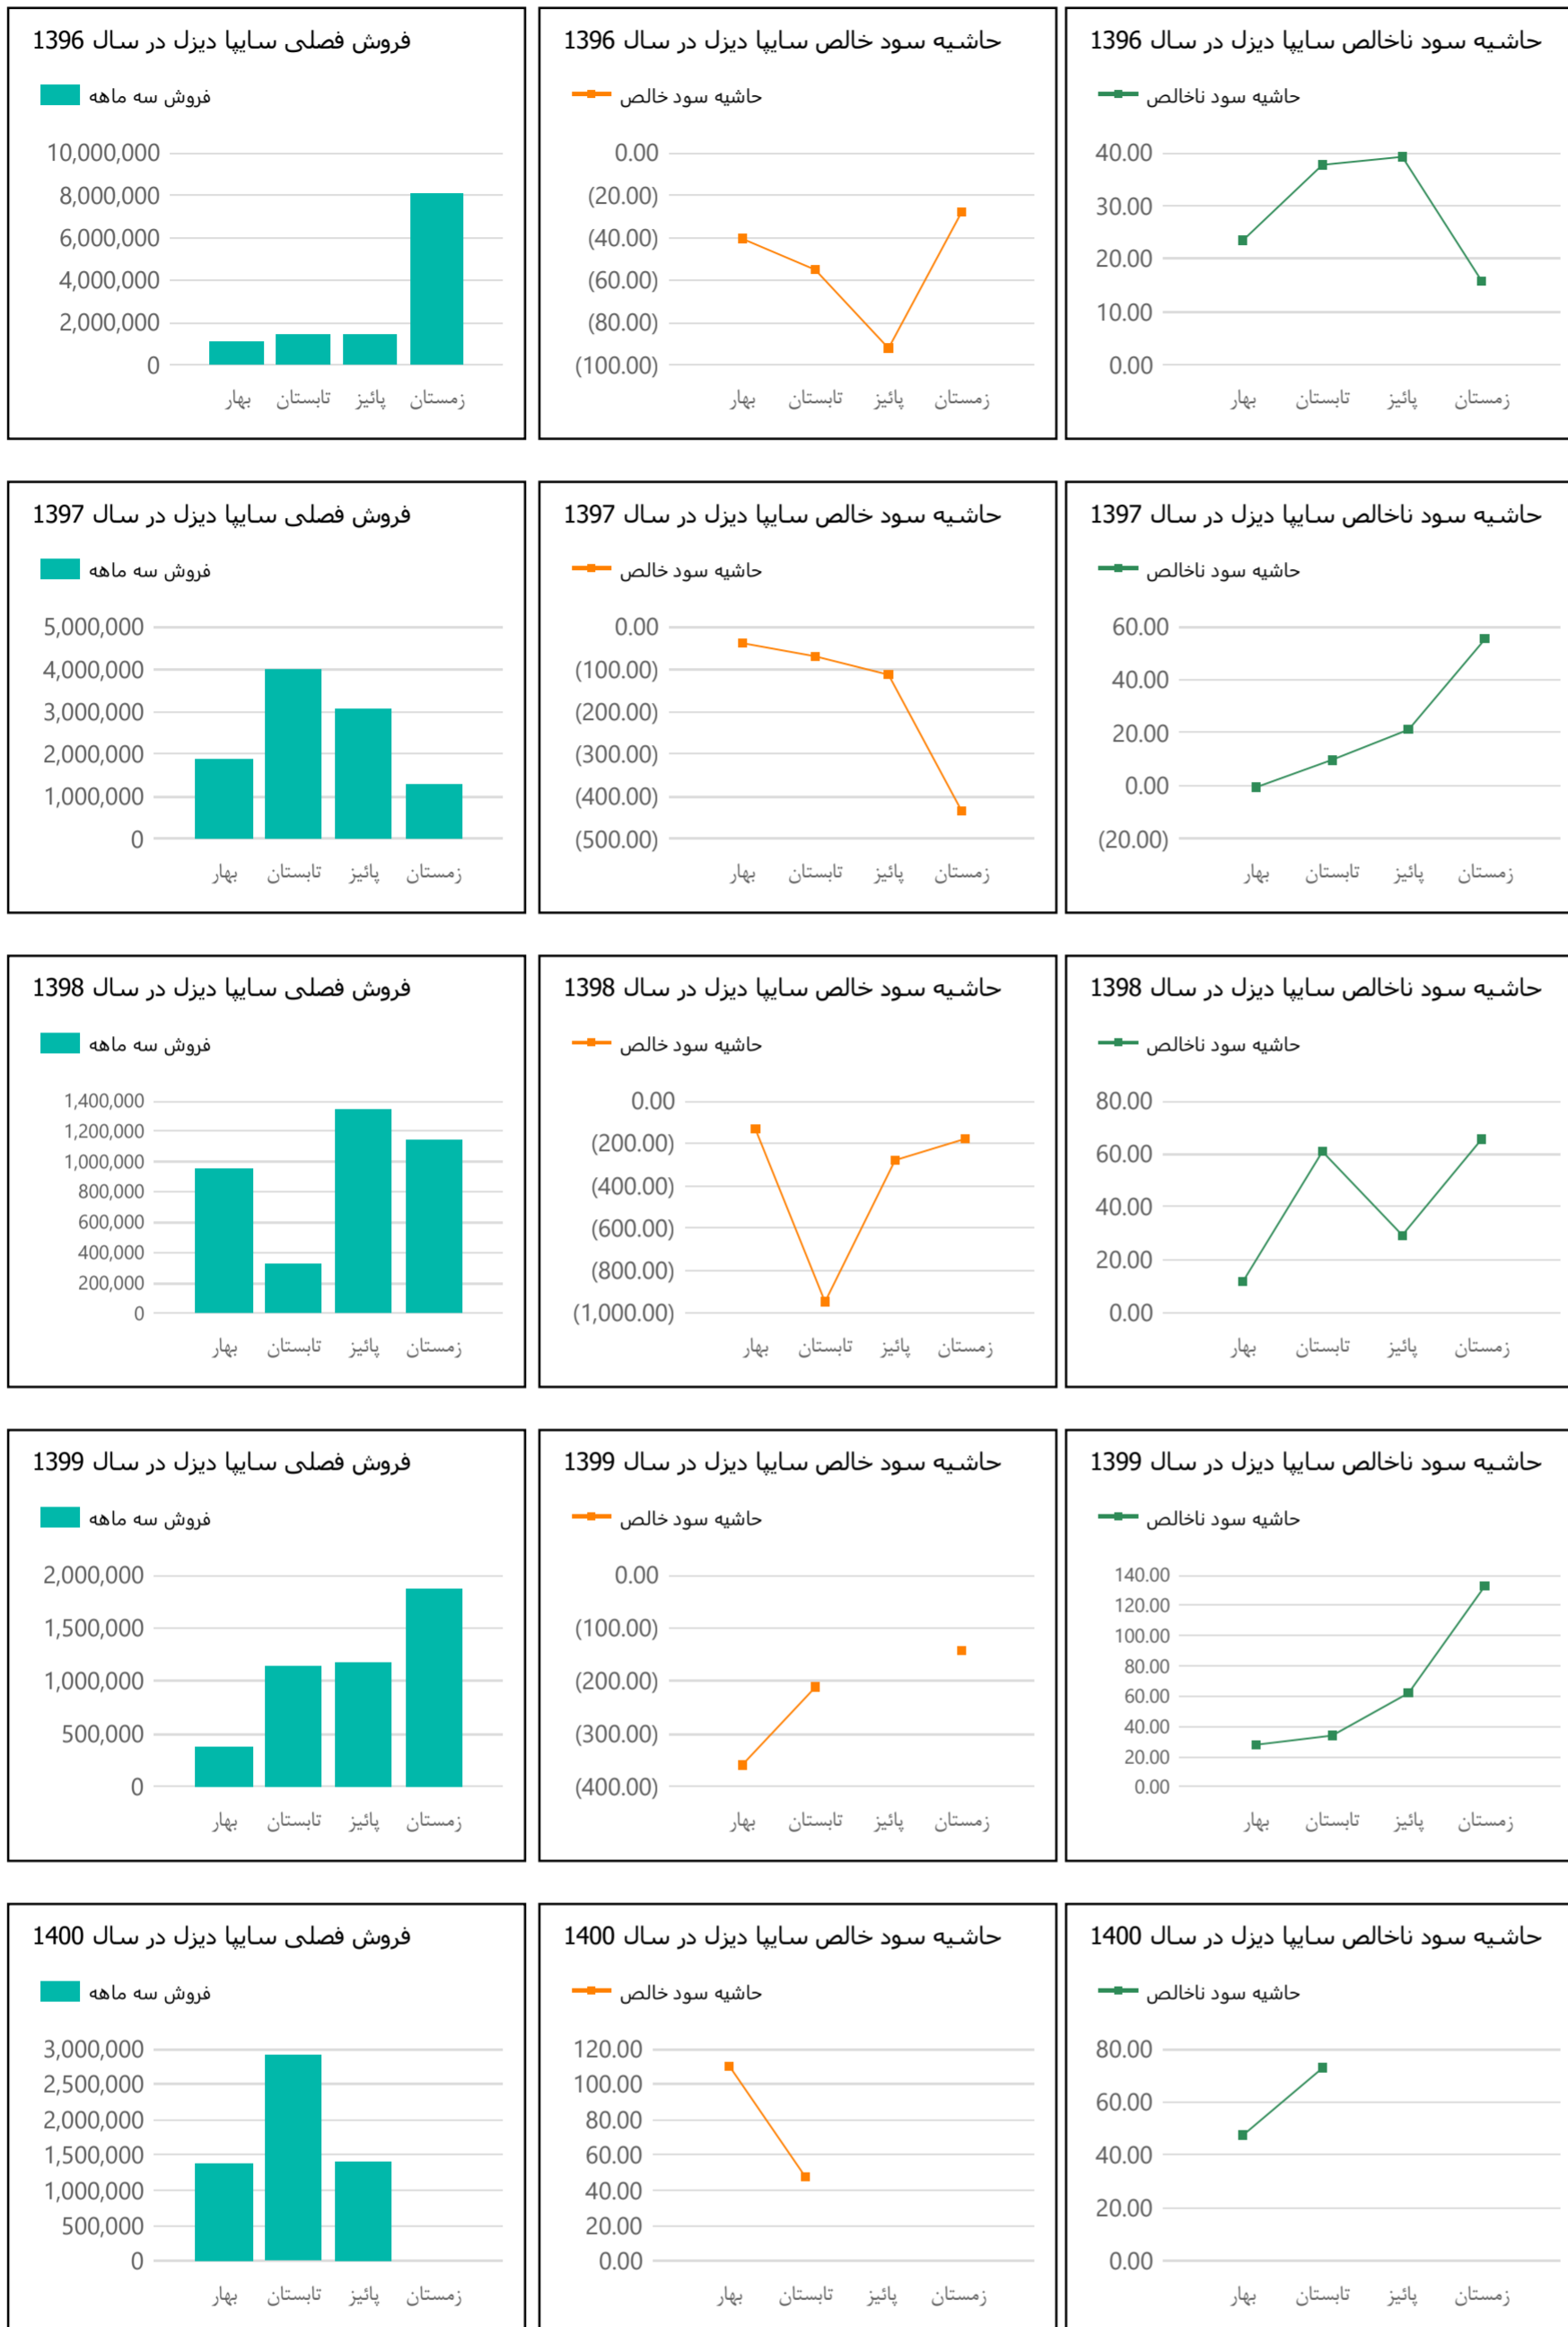 فروش فصلی سایپا دیزل در سال 1396
فروش سه ماهه
10,000,000
8,000,000
6,000,000
4,000,000
2,000,000
0
بهار تابستان پائیز زمستان
حاشیه سود خالص سایپا دیزل در سال 1396
حاشیه سود خالص
0.00
(20.00)
(40.00)
(60.00)
(80.00)
(100.00)
بهار تابستان پائیز زمستان
حاشیه سود ناخالص سایپا دیزل در سال 1396
حاشیه سود ناخالص
40.00
30.00
20.00
10.00
0.00
بهار تابستان پائیز زمستان
فروش فصلی سایپا دیزل در سال 1397
فروش سه ماهه
5,000,000
4,000,000
3,000,000
2,000,000
1,000,000
0
بهار تابستان پائیز زمستان
حاشیه سود خالص سایپا دیزل در سال 1397
حاشیه سود خالص
0.00
(100.00)
(200.00)
(300.00)
(400.00)
(500.00)
بهار تابستان پائیز زمستان
حاشیه سود ناخالص سایپا دیزل در سال 1397
حاشیه سود ناخالص
60.00
40.00
20.00
0.00
(20.00)
بهار تابستان پائیز زمستان
فروش فصلی سایپا دیزل در سال 1398
فروش سه ماهه
1,400,000
1,200,000
1,000,000
800,000
600,000
400,000
200,000
0
بهار تابستان پائیز زمستان
حاشیه سود خالص سایپا دیزل در سال 1398
حاشیه سود خالص
0.00
(200.00)
(400.00)
(600.00)
(800.00)
(1,000.00)
بهار تابستان پائیز زمستان
حاشیه سود ناخالص سایپا دیزل در سال 1398
حاشیه سود ناخالص
80.00
60.00
40.00
20.00
0.00
بهار تابستان پائیز زمستان
فروش فصلی سایپا دیزل در سال 1399
فروش سه ماهه
2,000,000
1,500,000
1,000,000
500,000
0
بهار تابستان پائیز زمستان
حاشیه سود خالص سایپا دیزل در سال 1399
حاشیه سود خالص
0.00
(100.00)
(200.00)
(300.00)
(400.00)
بهار تابستان پائیز زمستان
حاشیه سود ناخالص سایپا دیزل در سال 1399
حاشیه سود ناخالص
140.00
120.00
100.00
80.00
60.00
40.00
20.00
0.00
بهار تابستان پائیز زمستان
فروش فصلی سایپا دیزل در سال 1400
فروش سه ماهه
3,000,000
2,500,000
2,000,000
1,500,000
1,000,000
500,000
0
بهار تابستان پائیز زمستان
حاشیه سود خالص سایپا دیزل در سال 1400
حاشیه سود خالص
120.00
100.00
80.00
60.00
40.00
20.00
0.00
بهار تابستان پائیز زمستان
حاشیه سود ناخالص سایپا دیزل در سال 1400
حاشیه سود ناخالص
80.00
60.00
40.00
20.00
0.00
بهار تابستان پائیز زمستان